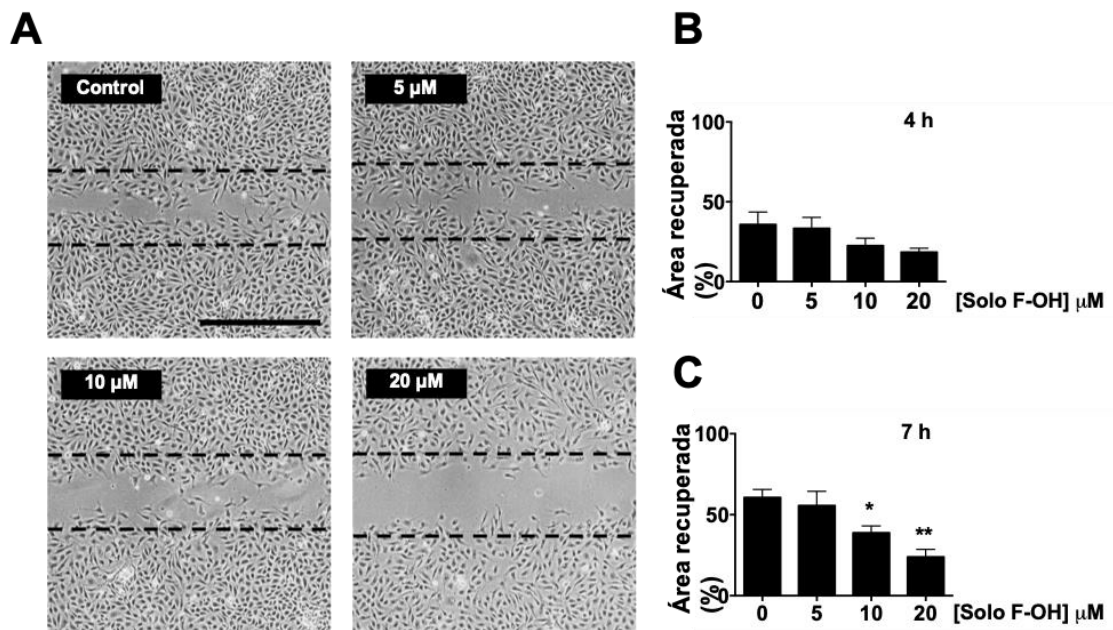 A
Control
5 µM
10 µM
20 µM
B
4 h
Área recuperada
(%)
100
50
0
0 5 10 20 [Solo F-OH] µM
C
7 h
Área recuperada
(%)
100
50
0
*
**
0 5 10 20 [Solo F-OH] µM